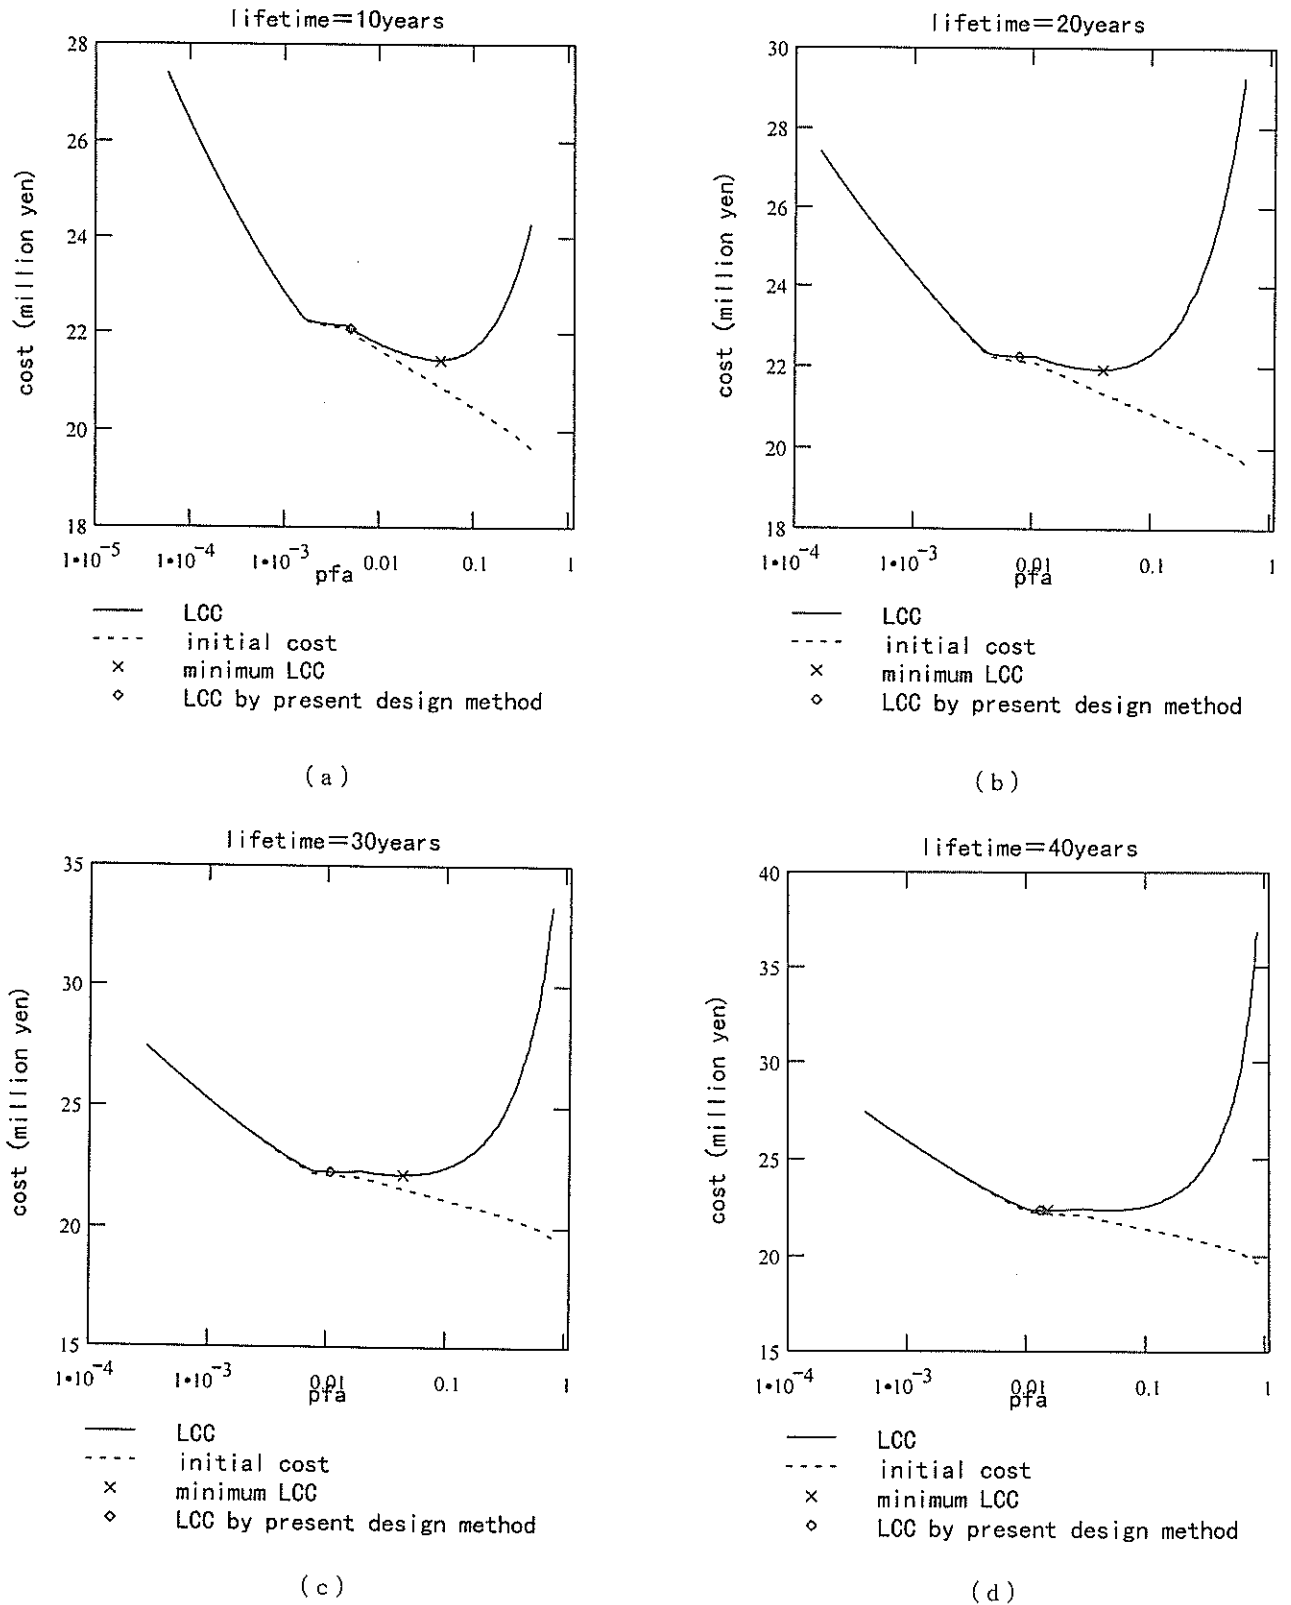 lifetime=10years
28
26
24
22
20
18
cost (million yen)
1•10⁻⁵ 1•10⁻⁴ 1•10⁻³ 0.01 0.1 1
pfa
LCC
initial cost
minimum LCC
LCC by present design method
(a)
lifetime=20years
30
28
26
24
22
20
18
cost (million yen)
1•10⁻⁴ 1•10⁻³ 0.01 0.1 1
pfa
LCC
initial cost
minimum LCC
LCC by present design method
(b)
lifetime=30years
35
30
25
20
15
cost (million yen)
1•10⁻⁴ 1•10⁻³ 0.01 0.1 1
pfa
LCC
initial cost
minimum LCC
LCC by present design method
(c)
lifetime=40years
40
35
30
25
20
15
cost (million yen)
1•10⁻⁴ 1•10⁻³ 0.01 0.1 1
pfa
LCC
initial cost
minimum LCC
LCC by present design method
(d)